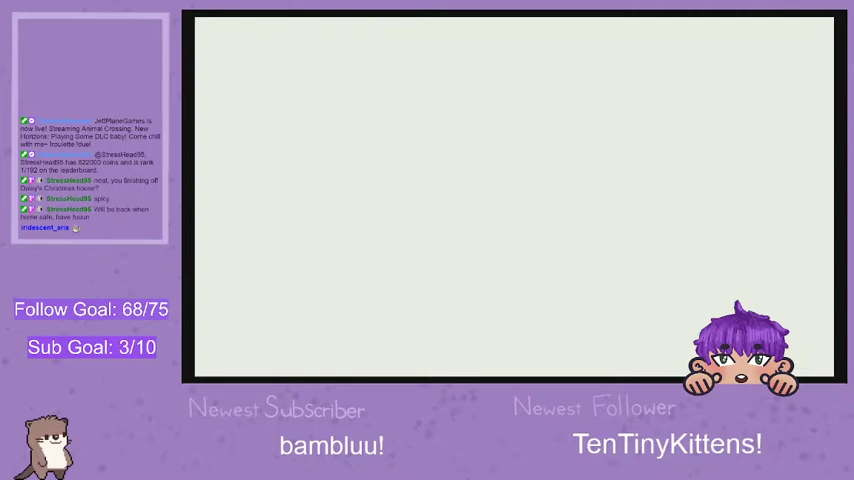 JettPlaneGames is
now live! Streaming Animal Crossing: New
Horizons: Playing Some DLC baby! Come chill
with me~ !roulette !duel
@StressHead95,
StressHead95 has 822000 coins and is rank
1/192 on the leaderboard.
StressHead95 neat, you finishing off
Daisy's Christmas house?
StressHead95 spicy
StressHead95 Will be back when
home safe, have fuuun
iridescent_aria
Follow Goal: 68/75
Sub Goal: 3/10
Newest Subscriber
bambluu!
Newest Follower
TenTinyKittens!